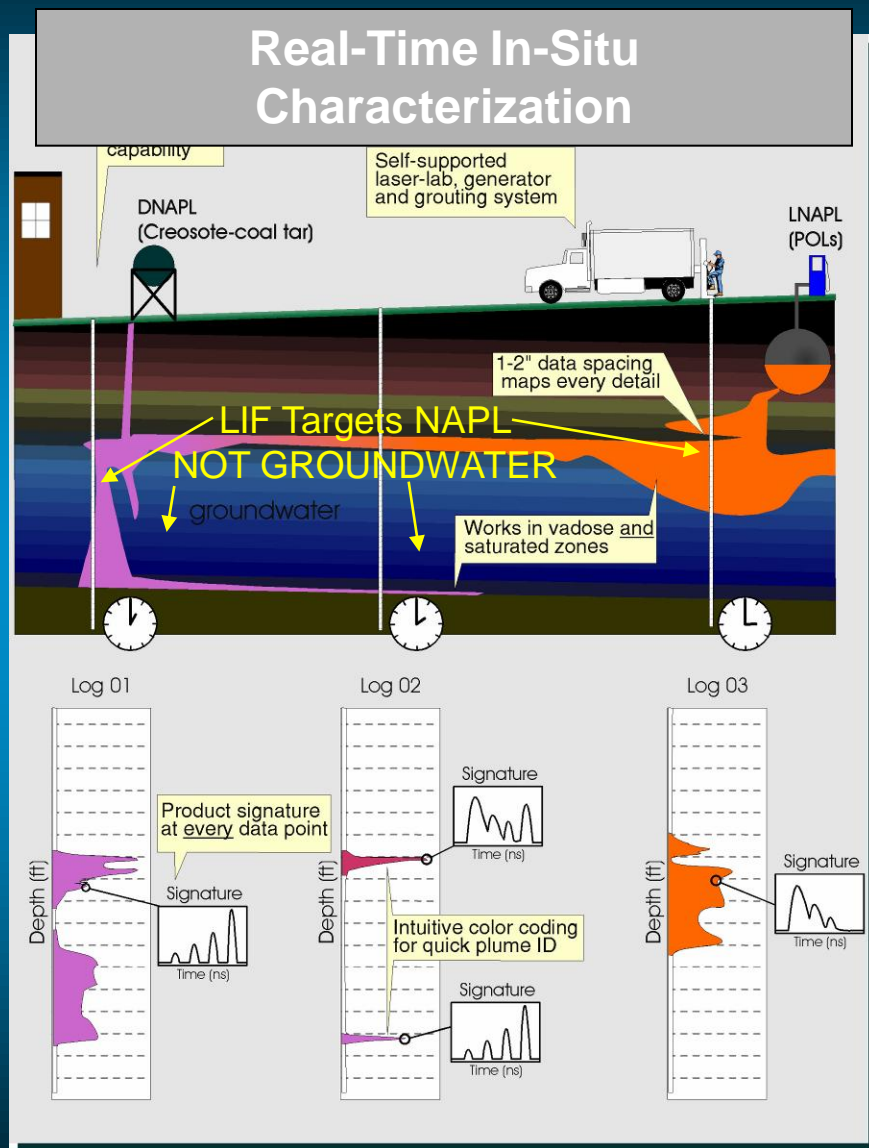 Real-Time In-Situ
Characterization
capability
Self-supported
laser-lab, generator
and grouting system
DNAPL
(Creosote-coal tar)
LNAPL
(POLs)
1-2" data spacing
maps every detail
LIF Targets NAPL
NOT GROUNDWATER
groundwater
Works in vadose and
saturated zones
Log 01
Log 02
Log 03
Depth (ft)
Product signature
at every data point
Signature
Time (ns)
Depth (ft)
Signature
Time (ns)
Intuitive color coding
for quick plume ID
Signature
Time (ns)
Depth (ft)
Signature
Time (ns)